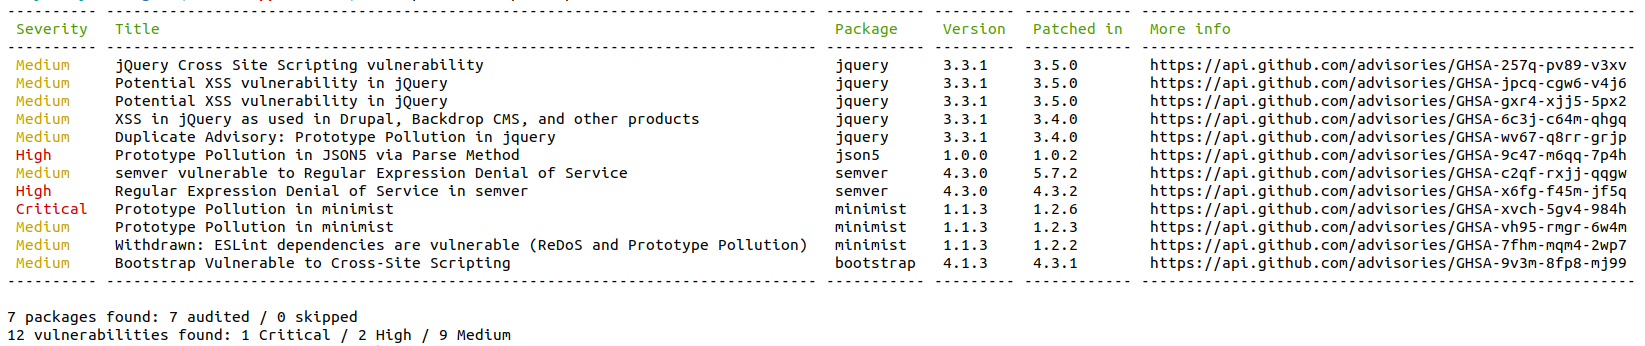 Severity Title Package Version Patched in More info
Medium jQuery Cross Site Scripting vulnerability jquery 3.3.1 3.5.0 https://api.github.com/advisories/GHSA-257q-pv89-v3xv
Medium Potential XSS vulnerability in jQuery jquery 3.3.1 3.5.0 https://api.github.com/advisories/GHSA-jpcq-cgw6-v4j6
Medium Potential XSS vulnerability in jQuery jquery 3.3.1 3.5.0 https://api.github.com/advisories/GHSA-gxr4-xjj5-5px2
Medium XSS in jQuery as used in Drupal, Backdrop CMS, and other products jquery 3.3.1 3.4.0 https://api.github.com/advisories/GHSA-6c3j-c64m-qhgq
Medium Duplicate Advisory: Prototype Pollution in jquery jquery 3.3.1 3.4.0 https://api.github.com/advisories/GHSA-wv67-q8rr-grjp
High Prototype Pollution in JSON5 via Parse Method json5 1.0.0 1.0.2 https://api.github.com/advisories/GHSA-9c47-m6qq-7p4h
Medium semver vulnerable to Regular Expression Denial of Service semver 4.3.0 5.7.2 https://api.github.com/advisories/GHSA-c2qf-rxjj-qqgw
High Regular Expression Denial of Service in semver semver 4.3.0 4.3.2 https://api.github.com/advisories/GHSA-x6fg-f45m-jf5q
Critical Prototype Pollution in minimist minimist 1.1.3 1.2.6 https://api.github.com/advisories/GHSA-xvch-5gv4-984h
Medium Prototype Pollution in minimist minimist 1.1.3 1.2.3 https://api.github.com/advisories/GHSA-vh95-rmgr-6w4m
Medium Withdrawn: ESLint dependencies are vulnerable (ReDoS and Prototype Pollution) minimist 1.1.3 1.2.2 https://api.github.com/advisories/GHSA-7fhm-mqm4-2wp7
Medium Bootstrap Vulnerable to Cross-Site Scripting bootstrap 4.1.3 4.3.1 https://api.github.com/advisories/GHSA-9v3m-8fp8-mj99
7 packages found: 7 audited / 0 skipped
12 vulnerabilities found: 1 Critical / 2 High / 9 Medium